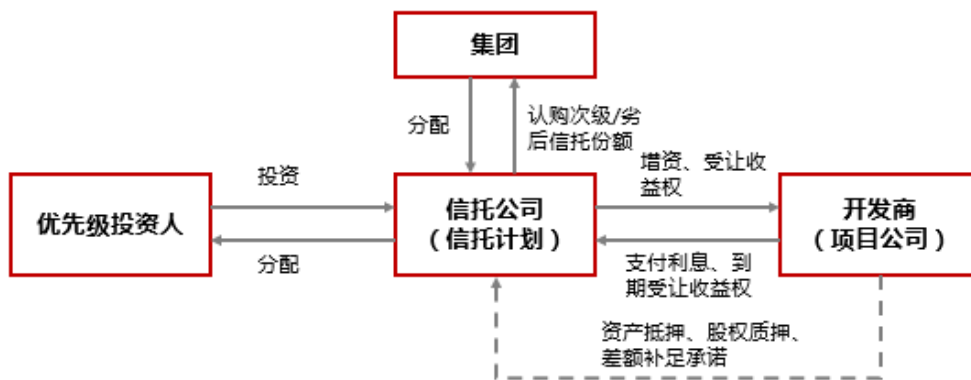 集团
分配
认购次级/劣
后信托份额
投资
增资、受让收
益权
优先级投资人
信托公司
（信托计划）
开发商
（项目公司）
分配
支付利息、到
期受让收益权
资产抵押、股权质押、
差额补足承诺